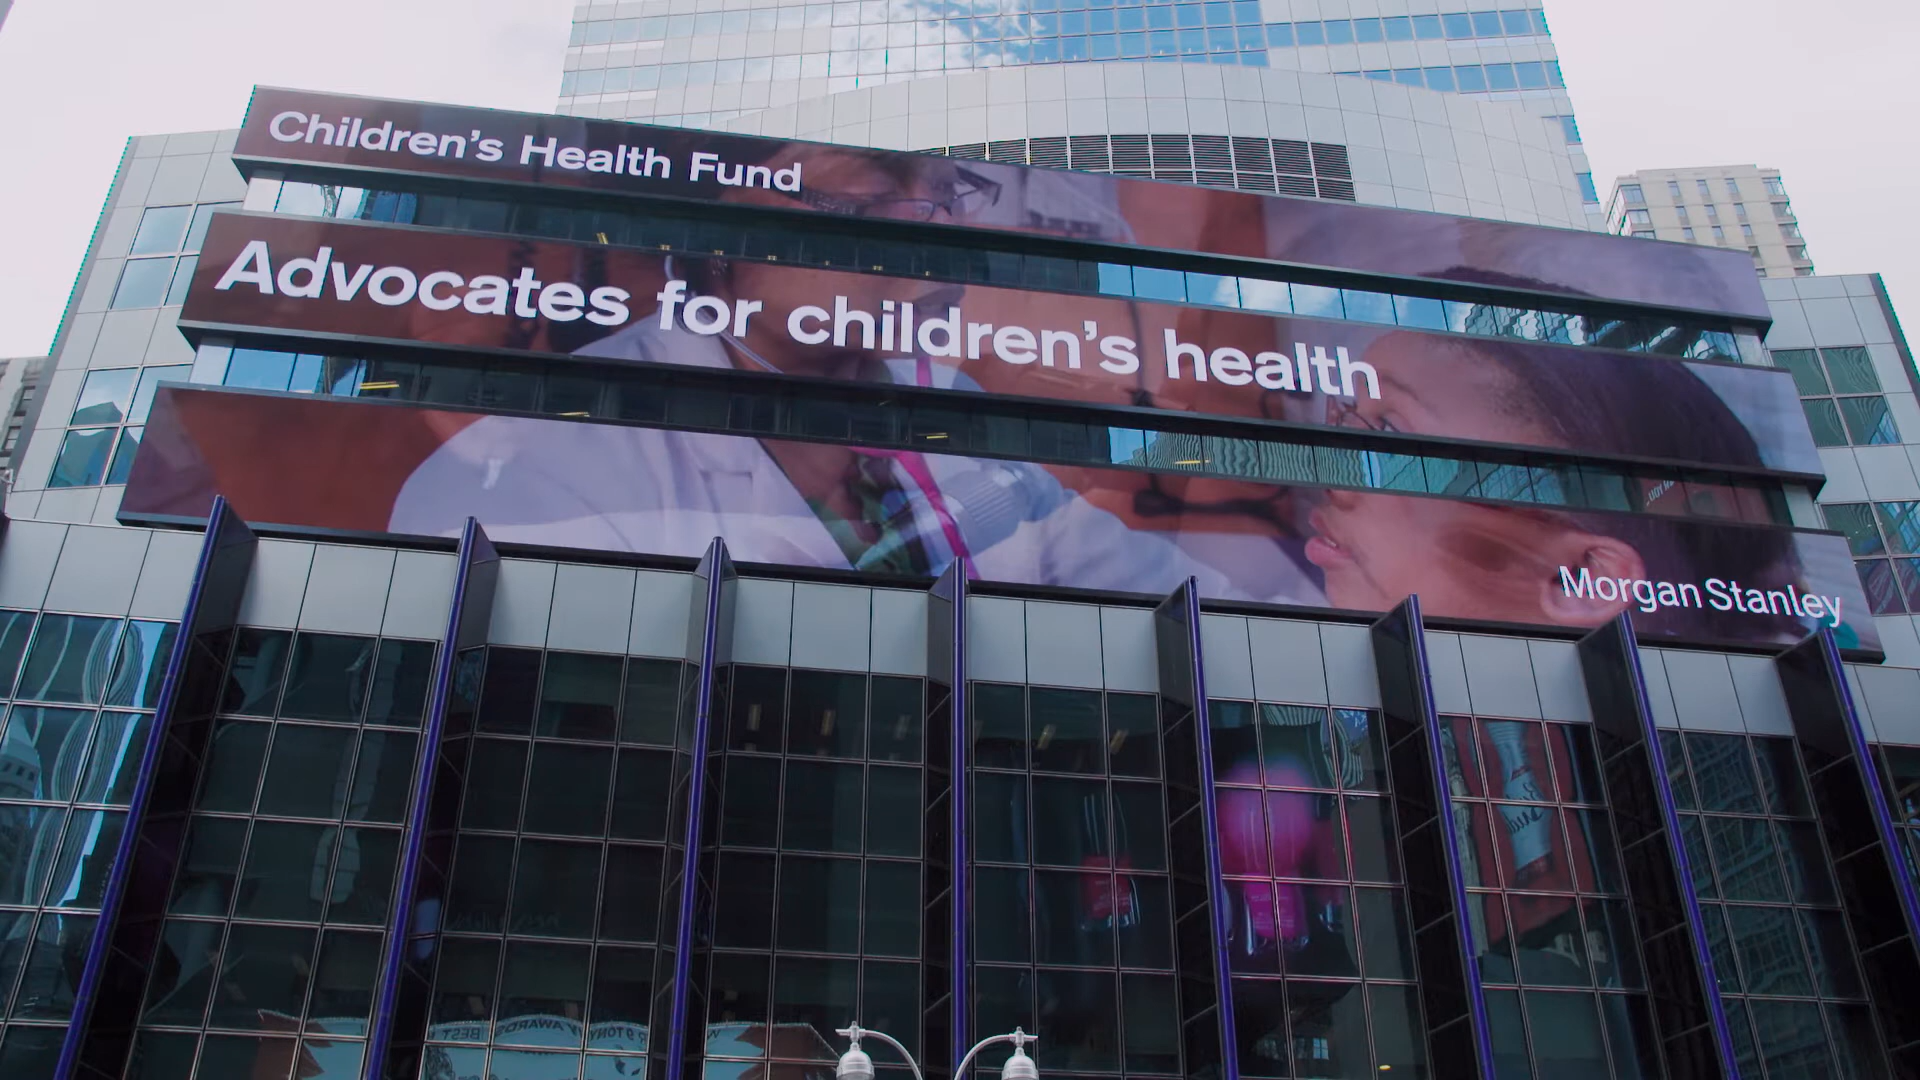 Children's Health Fund
Advocates for children's health
Morgan Stanley